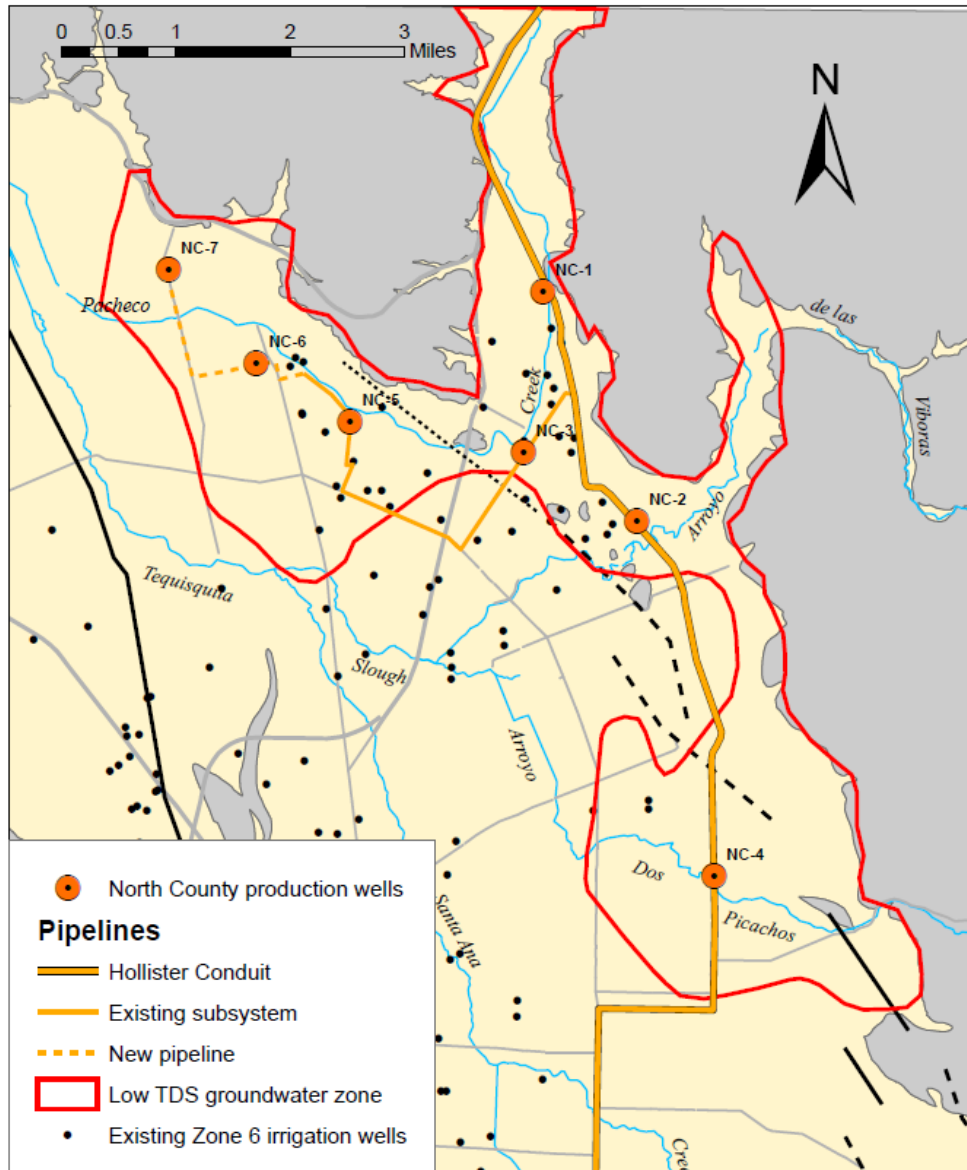 0 0.5 1 2 3
Miles
N
NC-7
NC-1
Pacheco
de las
NC-6
Creek
NC-5
Viboras
NC-3
NC-2
Arroyo
Tequisquita
Slough
Arroyo
NC-4
Dos
Picachos
Santa Ana
Cree
North County production wells
Pipelines
Hollister Conduit
Existing subsystem
New pipeline
Low TDS groundwater zone
Existing Zone 6 irrigation wells